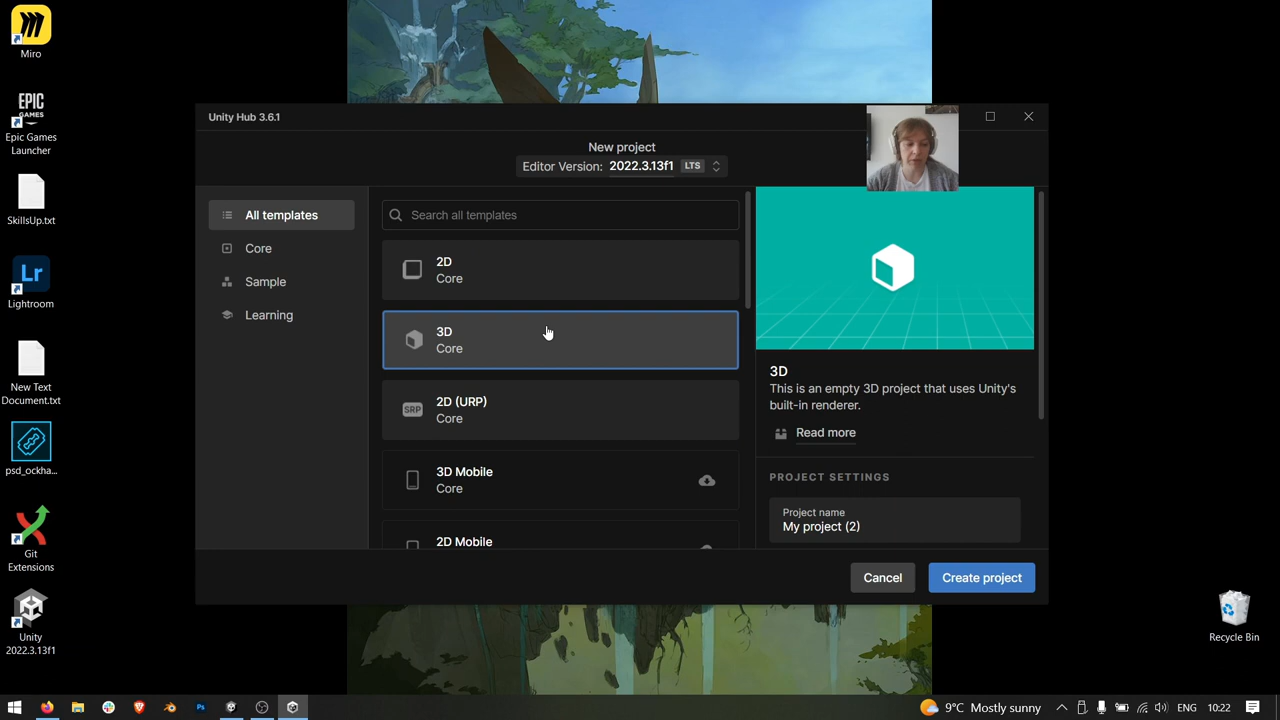 Miro
EPIC
GAMES
Epic Games
Launcher
SkillsUp.txt
Lr
Lightroom
New Text
Document.txt
psd_ockha...
Git
Extensions
Unity
2022.3.13f1
Unity Hub 3.6.1
New project
Editor Version: 2022.3.13f1 LTS
All templates
Core
Sample
Learning
Search all templates
2D
Core
3D
Core
SRP
2D (URP)
Core
3D Mobile
Core
2D Mobile
3D
This is an empty 3D project that uses Unity's
built-in renderer.
Read more
PROJECT SETTINGS
Project name
My project (2)
Cancel
Create project
Recycle Bin
Ps
9°C Mostly sunny
ENG
10:22